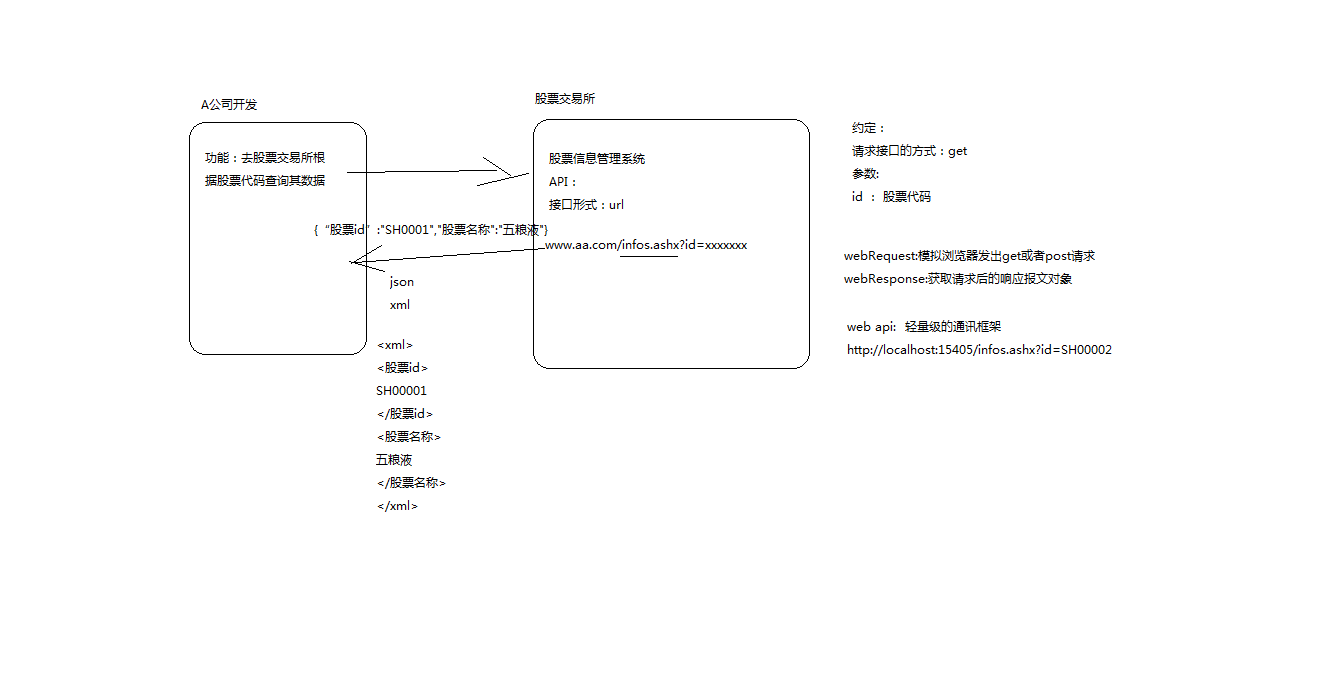 A公司开发
功能：去股票交易所根
据股票代码查询其数据
股票交易所
股票信息管理系统
API：
接口形式：url
www.aa.com/infos.ashx?id=xxxxxxx
{“股票id”:"SH0001","股票名称":"五粮液"}
json
xml
<xml>
<股票id>
SH00001
</股票id>
<股票名称>
五粮液
</股票名称>
</xml>
约定：
请求接口的方式：get
参数:
id ： 股票代码
webRequest:模拟浏览器发出get或者post请求
webResponse:获取请求后的响应报文对象
web api: 轻量级的通讯框架
http://localhost:15405/infos.ashx?id=SH00002